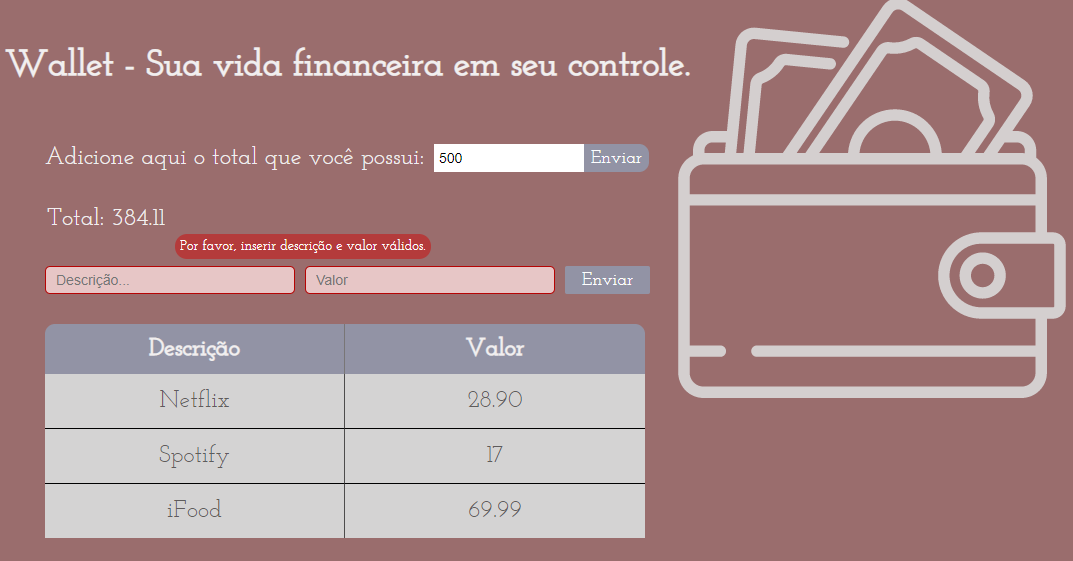 Wallet - Sua vida financeira em seu controle.
Adicione aqui o total que você possui: 500 Enviar
Total: 384.11
Por favor, inserir descrição e valor válidos.
Descrição... Valor Enviar
Descrição Valor
Netflix 28.90
Spotify 17
iFood 69.99